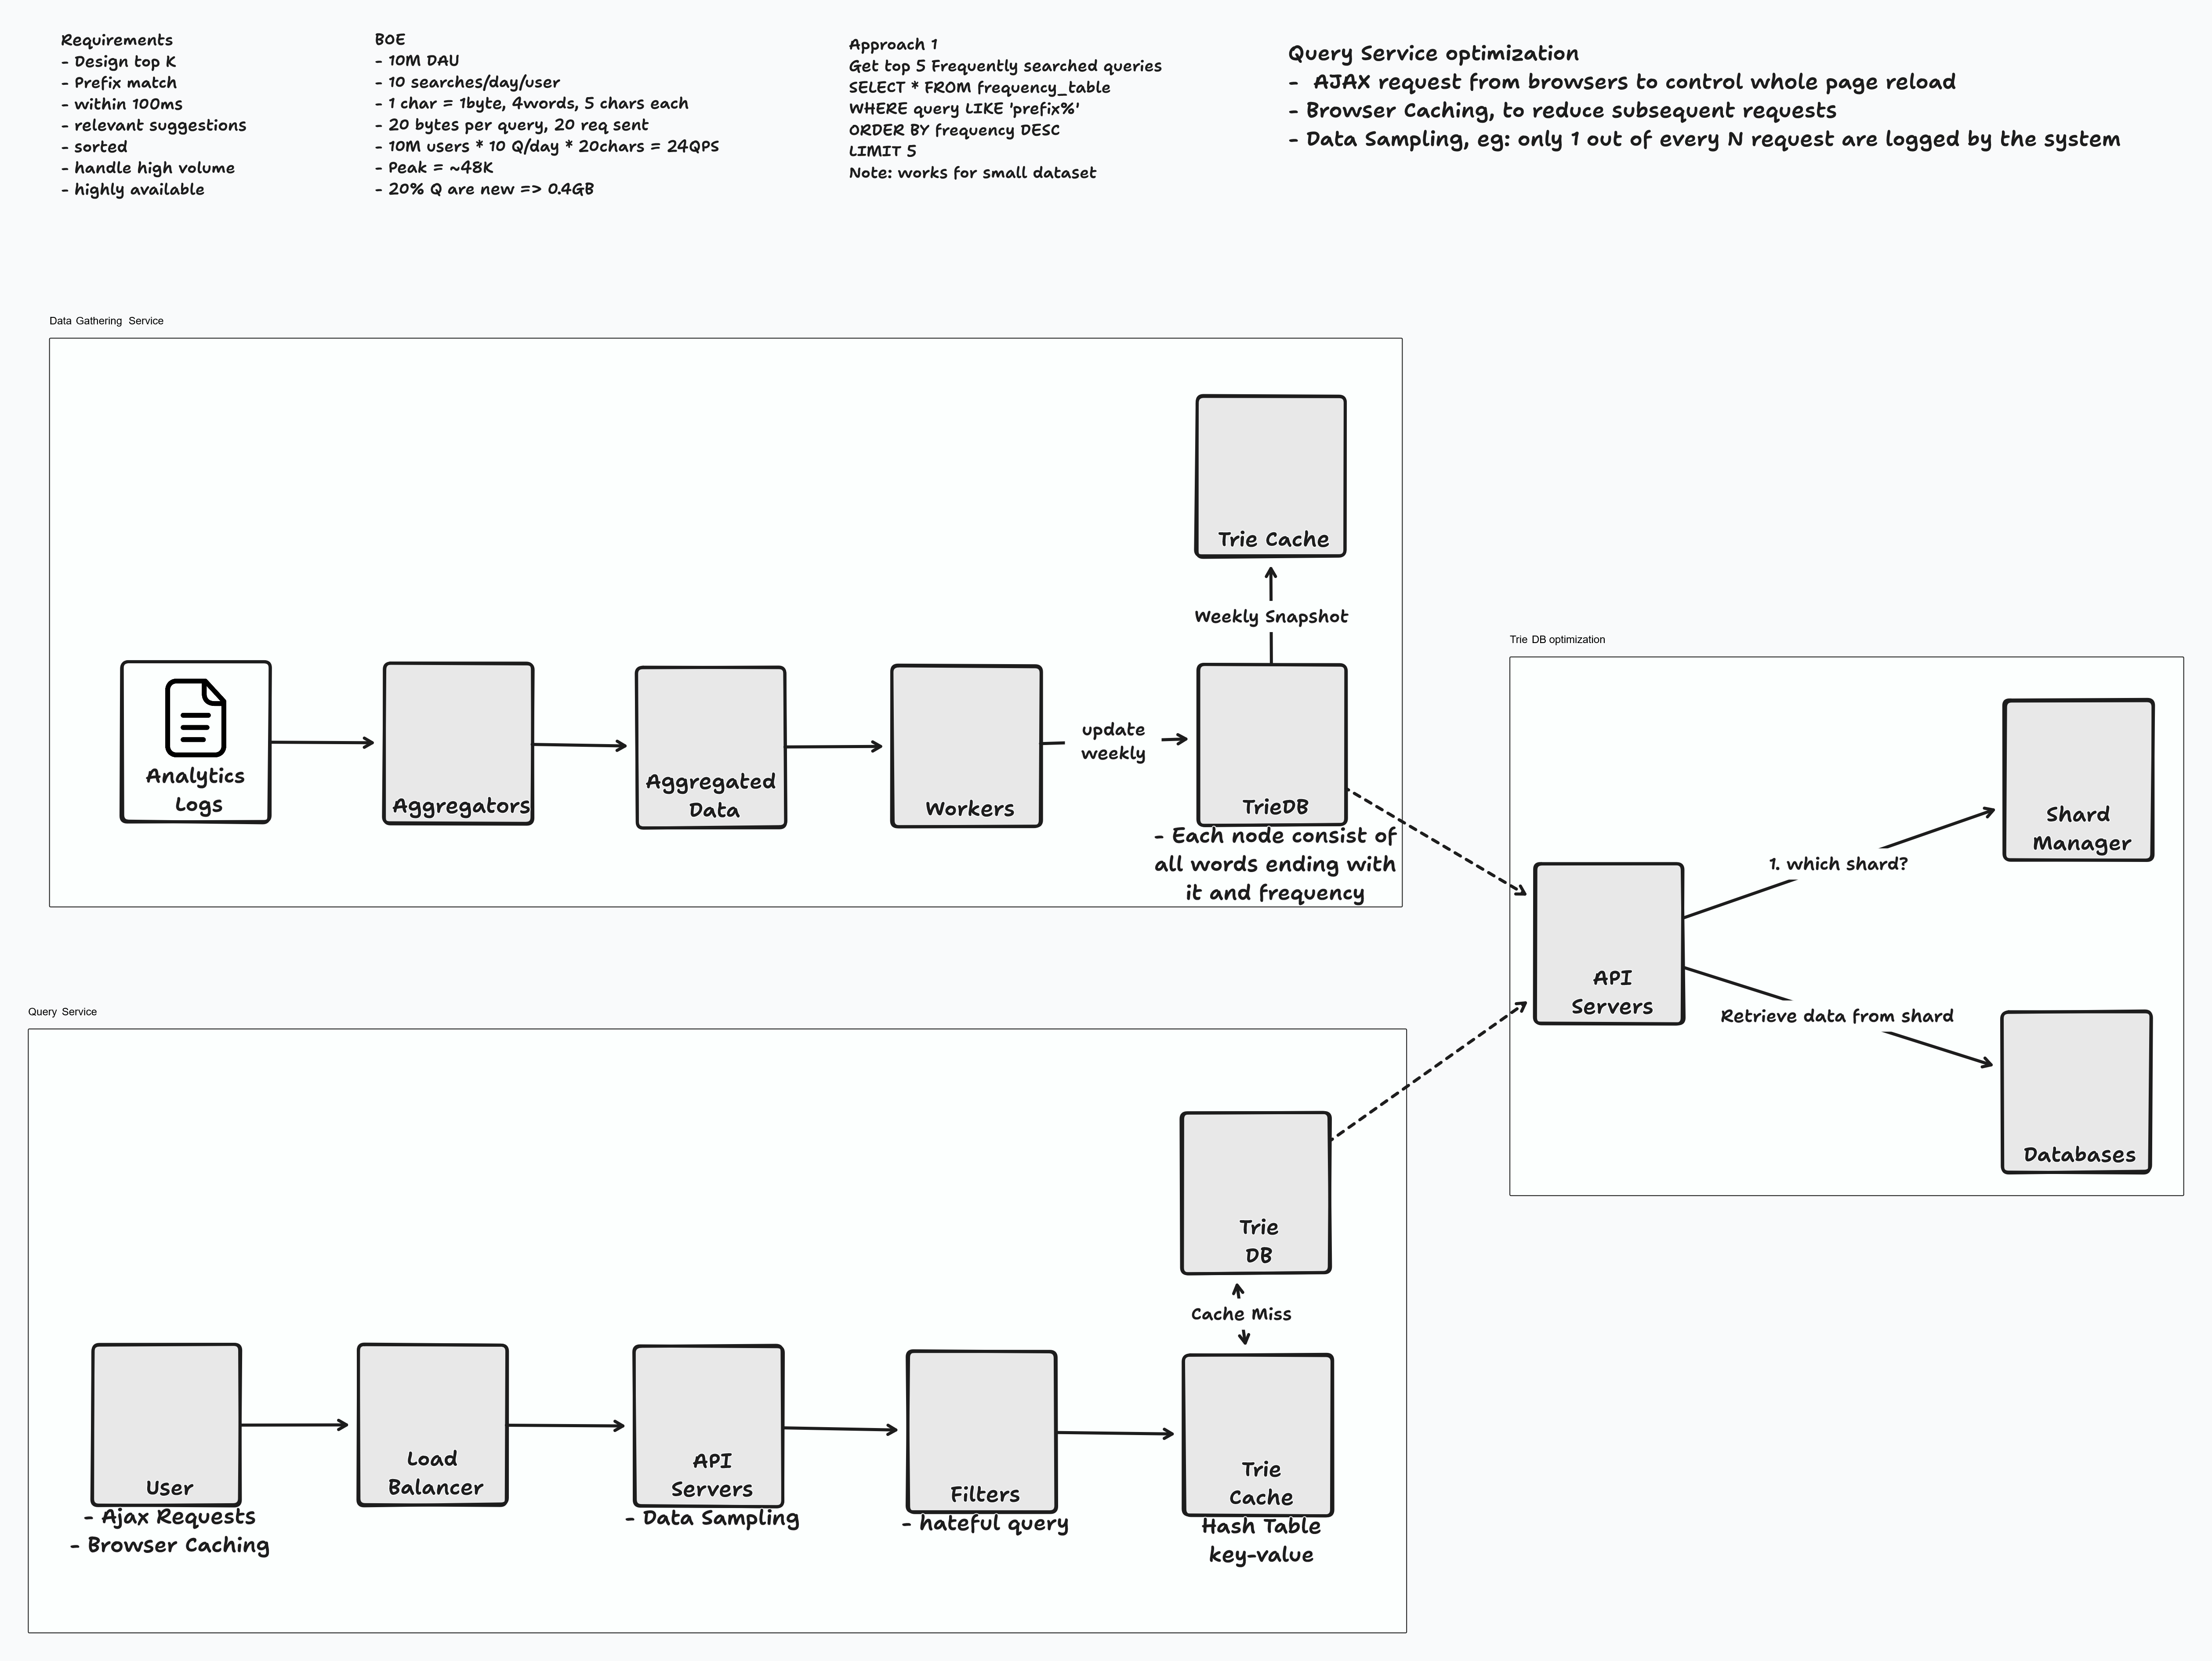 Requirements
- Design top K
- Prefix match
- within 100ms
- relevant suggestions
- sorted
- handle high volume
- highly available
BOE
- 10M DAU
- 10 searches/day/user
- 1 char = 1byte, 4words, 5 chars each
- 20 bytes per query, 20 req sent
- 10M users * 10 Q/day * 20chars = 24QPS
- Peak = ~48K
- 20% Q are new => 0.4GB
Approach 1
Get top 5 Frequently searched queries
SELECT * FROM frequency_table
WHERE query LIKE 'prefix%'
ORDER BY frequency DESC
LIMIT 5
Note: works for small dataset
Query Service optimization
- AJAX request from browsers to control whole page reload
- Browser Caching, to reduce subsequent requests
- Data Sampling, eg: only 1 out of every N request are logged by the system
Data Gathering Service
Trie Cache
Weekly Snapshot
Analytics
Logs
Aggregators
Aggregated
Data
Workers
update
weekly
TrieDB
- Each node consist of
all words ending with
it and frequency
Trie DB optimization
Shard
Manager
1. which shard?
API
Servers
Retrieve data from shard
Databases
Query Service
Trie
DB
Cache Miss
User
- Ajax Requests
- Browser Caching
Load
Balancer
API
Servers
- Data Sampling
Filters
- hateful query
Trie
Cache
Hash Table
key-value